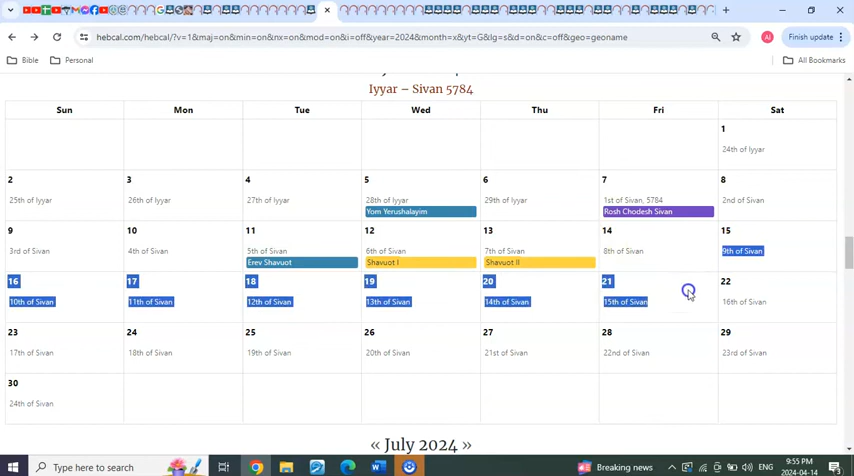 hebcal.com/hebcal/?v=1&maj=on&min=on&nx=on&mod=on&i=off&year=2024&month=x&yt=G&lg=s&d=on&c=off&geo=geoname
AI
Finish update
Bible
Personal
All Bookmarks
Iyyar – Sivan 5784
Sun Mon Tue Wed Thu Fri Sat
1
24th of Iyyar
2 3 4 5 6 7 8
25th of Iyyar 26th of Iyyar 27th of Iyyar 28th of Iyyar 29th of Iyyar 1st of Sivan, 5784 2nd of Sivan
Yom Yerushalayim Rosh Chodesh Sivan
9 10 11 12 13 14 15
3rd of Sivan 4th of Sivan 5th of Sivan 6th of Sivan 7th of Sivan 8th of Sivan 9th of Sivan
Erev Shavuot Shavuot I Shavuot II
16 17 18 19 20 21 22
10th of Sivan 11th of Sivan 12th of Sivan 13th of Sivan 14th of Sivan 15th of Sivan 16th of Sivan
23 24 25 26 27 28 29
17th of Sivan 18th of Sivan 19th of Sivan 20th of Sivan 21st of Sivan 22nd of Sivan 23rd of Sivan
30
24th of Sivan
« July 2024 »
Type here to search
Breaking news
ENG
9:55 PM
2024-04-14